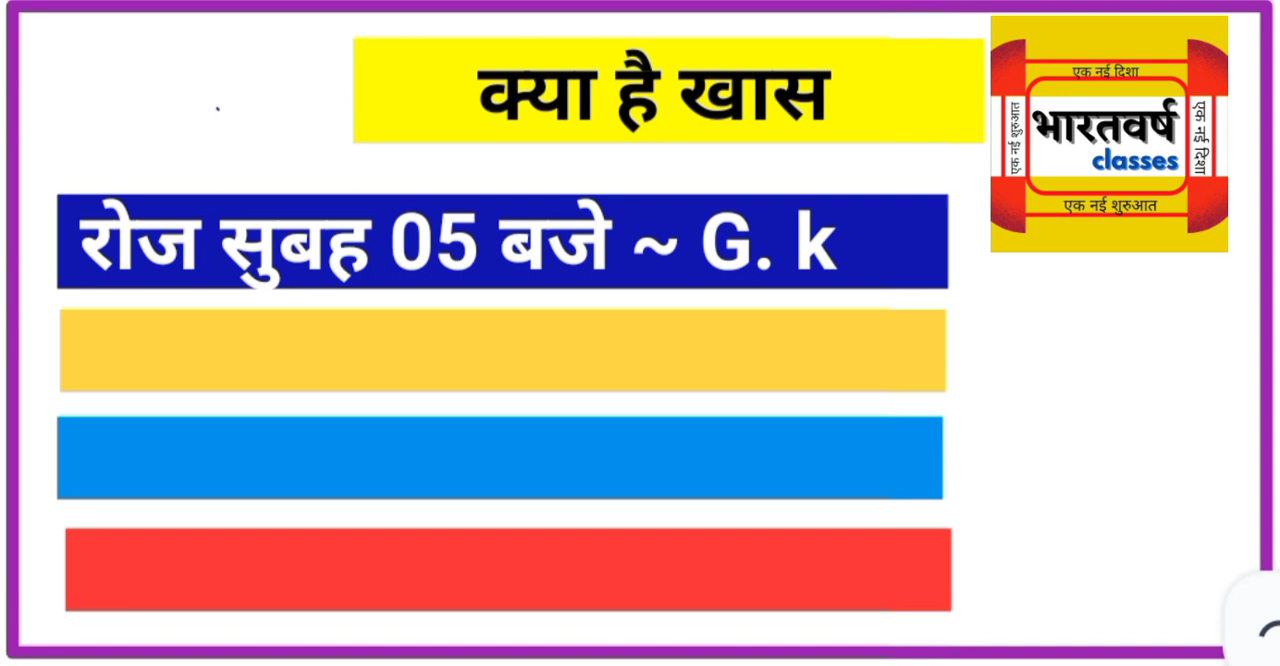 क्या है खास
एक नई दिशा
एक नई शुरुआत
भारतवर्ष
classes
एक नई दिशा
एक नई शुरुआत
रोज सुबह 05 बजे ~ G. k